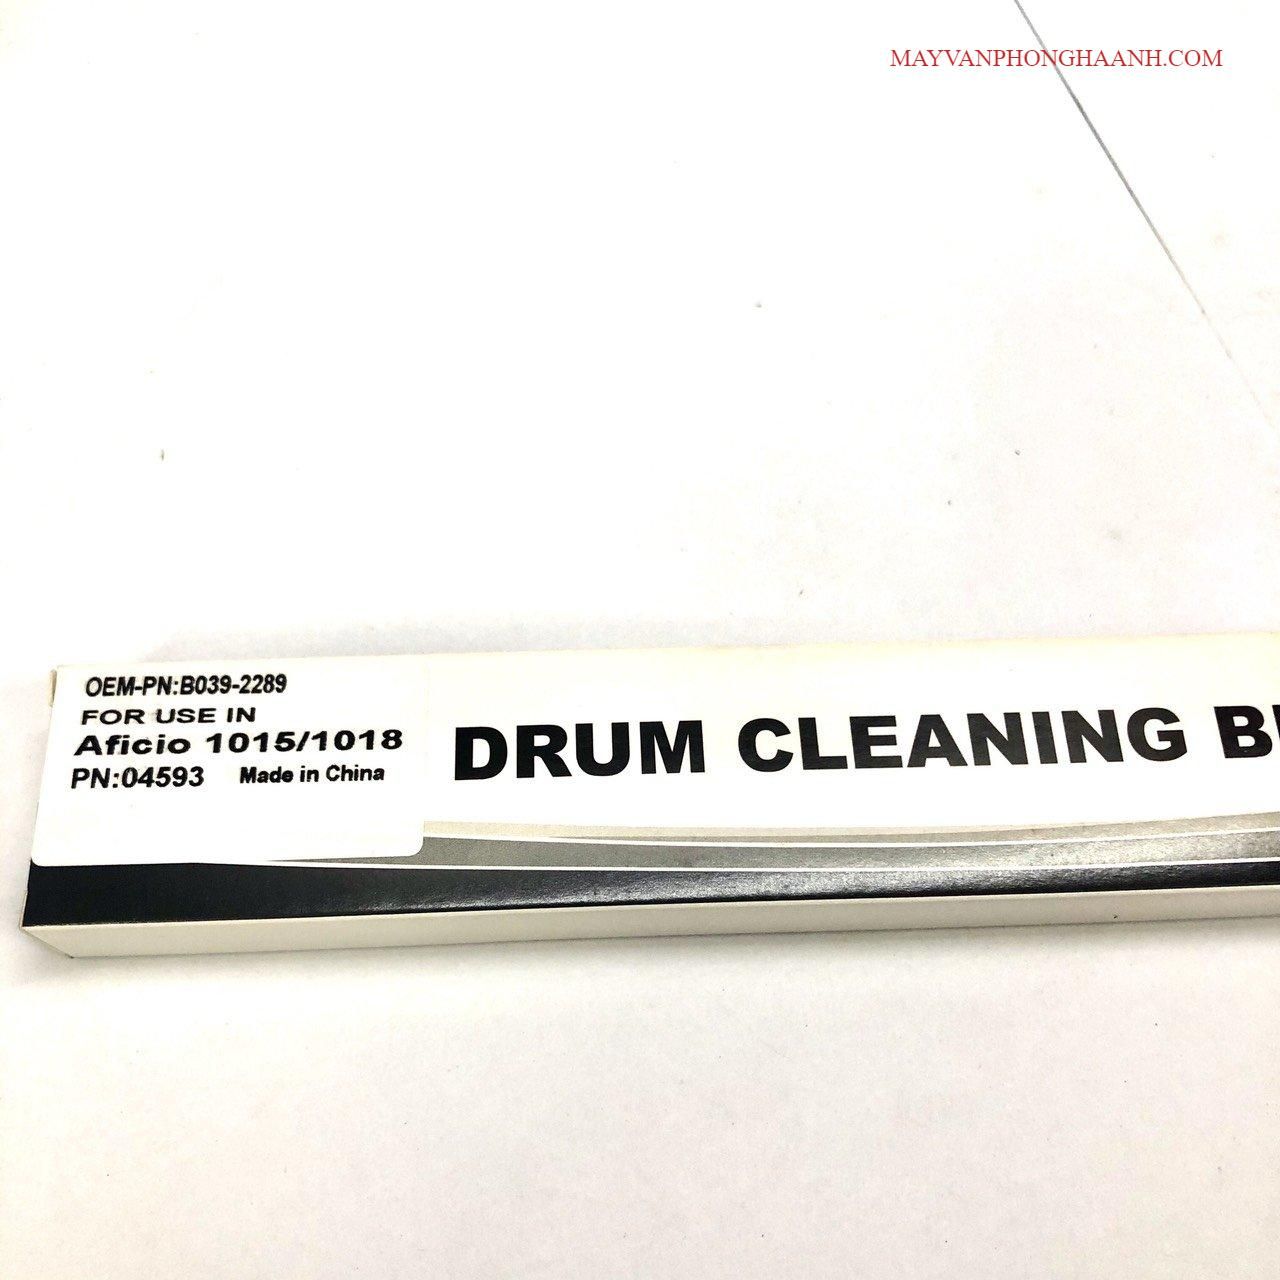 MAYVANPHONGHAANH.COM
OEM-PN:B039-2289
FOR USE IN
Aficio 1015/1018
PN:04593 Made in China
DRUM CLEANING